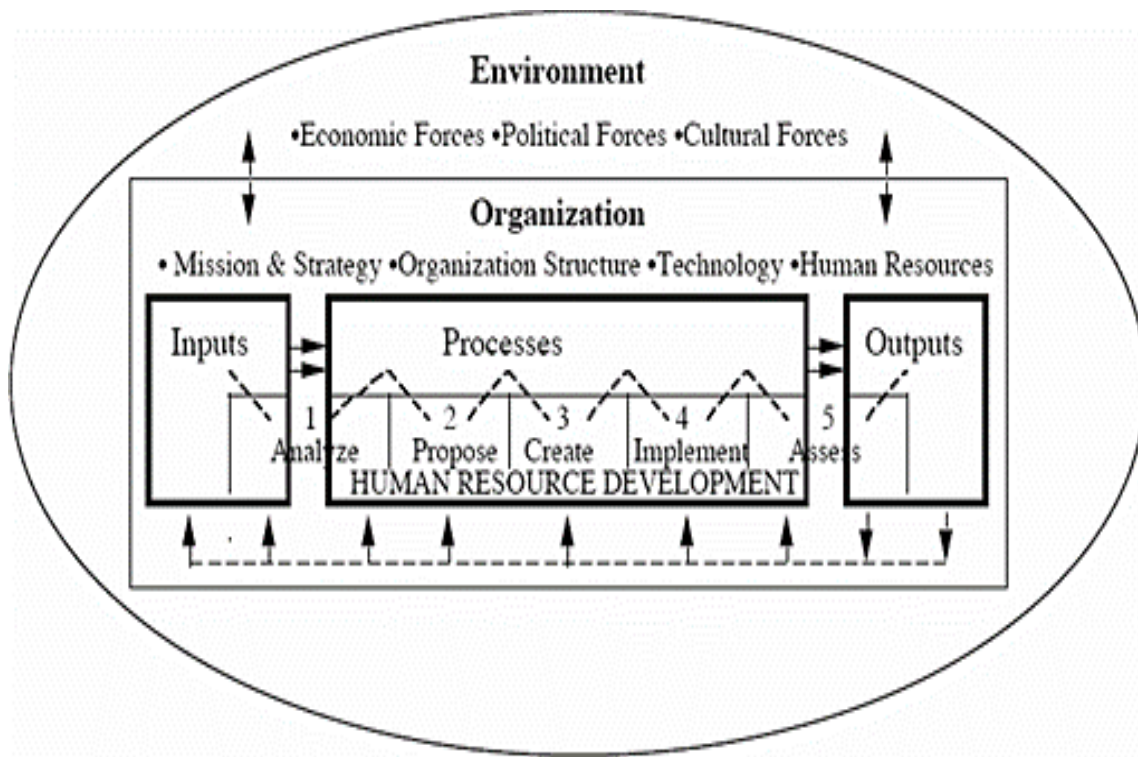 Environment
•Economic Forces •Political Forces •Cultural Forces
Organization
• Mission & Strategy •Organization Structure •Technology •Human Resources
Inputs Processes Outputs
1 2 3 4 5
Analyze Propose Create Implement Assess
HUMAN RESOURCE DEVELOPMENT